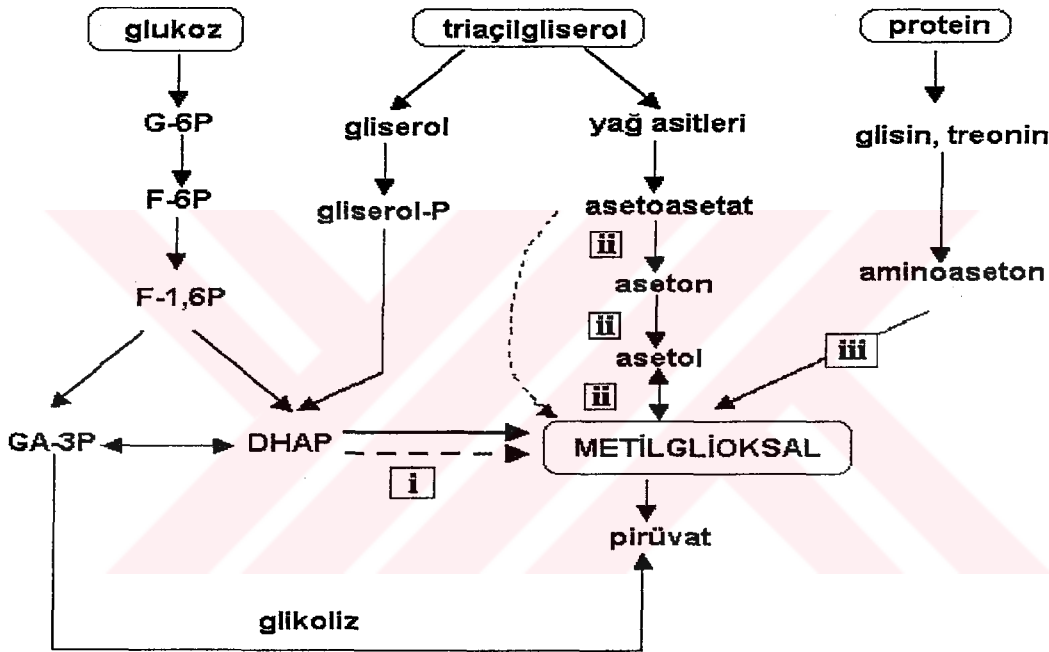 glukoz
triaçilgliserol
protein
G-6P
gliserol
yağ asitleri
glisin, treonin
F-6P
gliserol-P
asetoasetat
ii
aseton
aminoaseton
F-1,6P
ii
asetol
iii
ii
GA-3P
DHAP
METİLGLİOKSAL
i
pirüvat
glikoliz